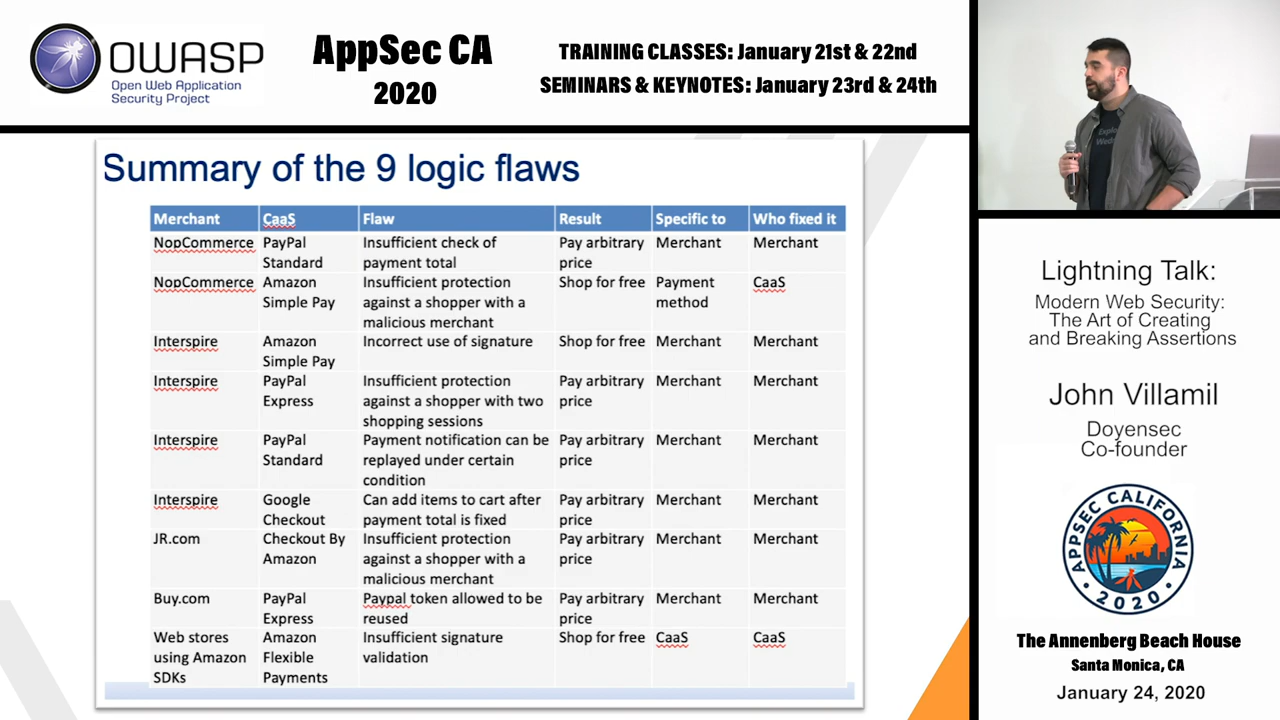 OWASP
Open Web Application
Security Project
AppSec CA
2020
TRAINING CLASSES: January 21st & 22nd
SEMINARS & KEYNOTES: January 23rd & 24th
Summary of the 9 logic flaws
Merchant CaaS Flaw Result Specific to Who fixed it
NopCommerce PayPal Standard Insufficient check of payment total Pay arbitrary price Merchant Merchant
NopCommerce Amazon Simple Pay Insufficient protection against a shopper with a malicious merchant Shop for free Payment method CaaS
Interspire Amazon Simple Pay Incorrect use of signature Shop for free Merchant Merchant
Interspire PayPal Express Insufficient protection against a shopper with two shopping sessions Pay arbitrary price Merchant Merchant
Interspire PayPal Standard Payment notification can be replayed under certain condition Pay arbitrary price Merchant Merchant
Interspire Google Checkout Can add items to cart after payment total is fixed Pay arbitrary price Merchant Merchant
JR.com Checkout By Amazon Insufficient protection against a shopper with a malicious merchant Pay arbitrary price Merchant Merchant
Buy.com PayPal Express Paypal token allowed to be reused Pay arbitrary price Merchant Merchant
Web stores using Amazon SDKs Amazon Flexible Payments Insufficient signature validation Shop for free CaaS CaaS
Lightning Talk:
Modern Web Security:
The Art of Creating
and Breaking Assertions
John Villamil
Doyensec
Co-founder
APPSEC CALIFORNIA
2020
The Annenberg Beach House
Santa Monica, CA
January 24, 2020